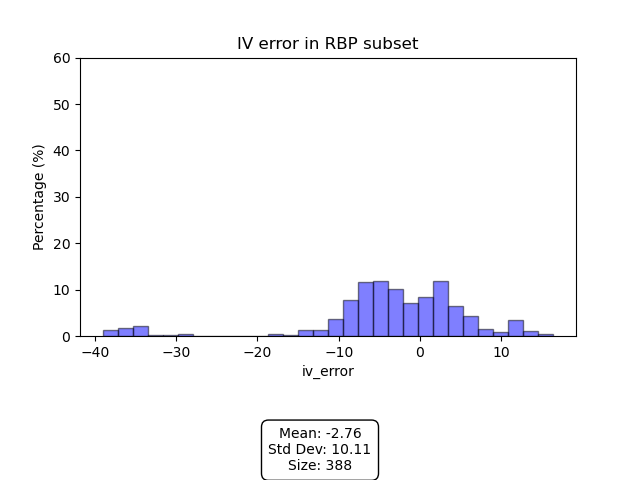 IV error in RBP subset
60
50
40
30
20
10
0
Percentage (%)
−40
−30
−20
−10
0
10
iv_error
Mean: -2.76
Std Dev: 10.11
Size: 388